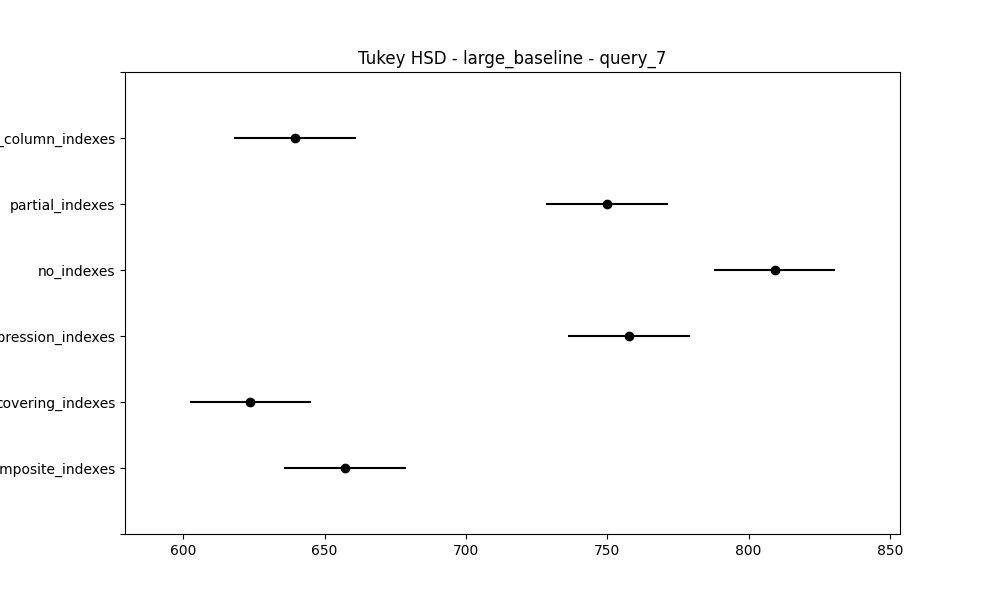 Tukey HSD - large_baseline - query_7
_column_indexes
partial_indexes
no_indexes
pression_indexes
covering_indexes
mposite_indexes
600 650 700 750 800 850